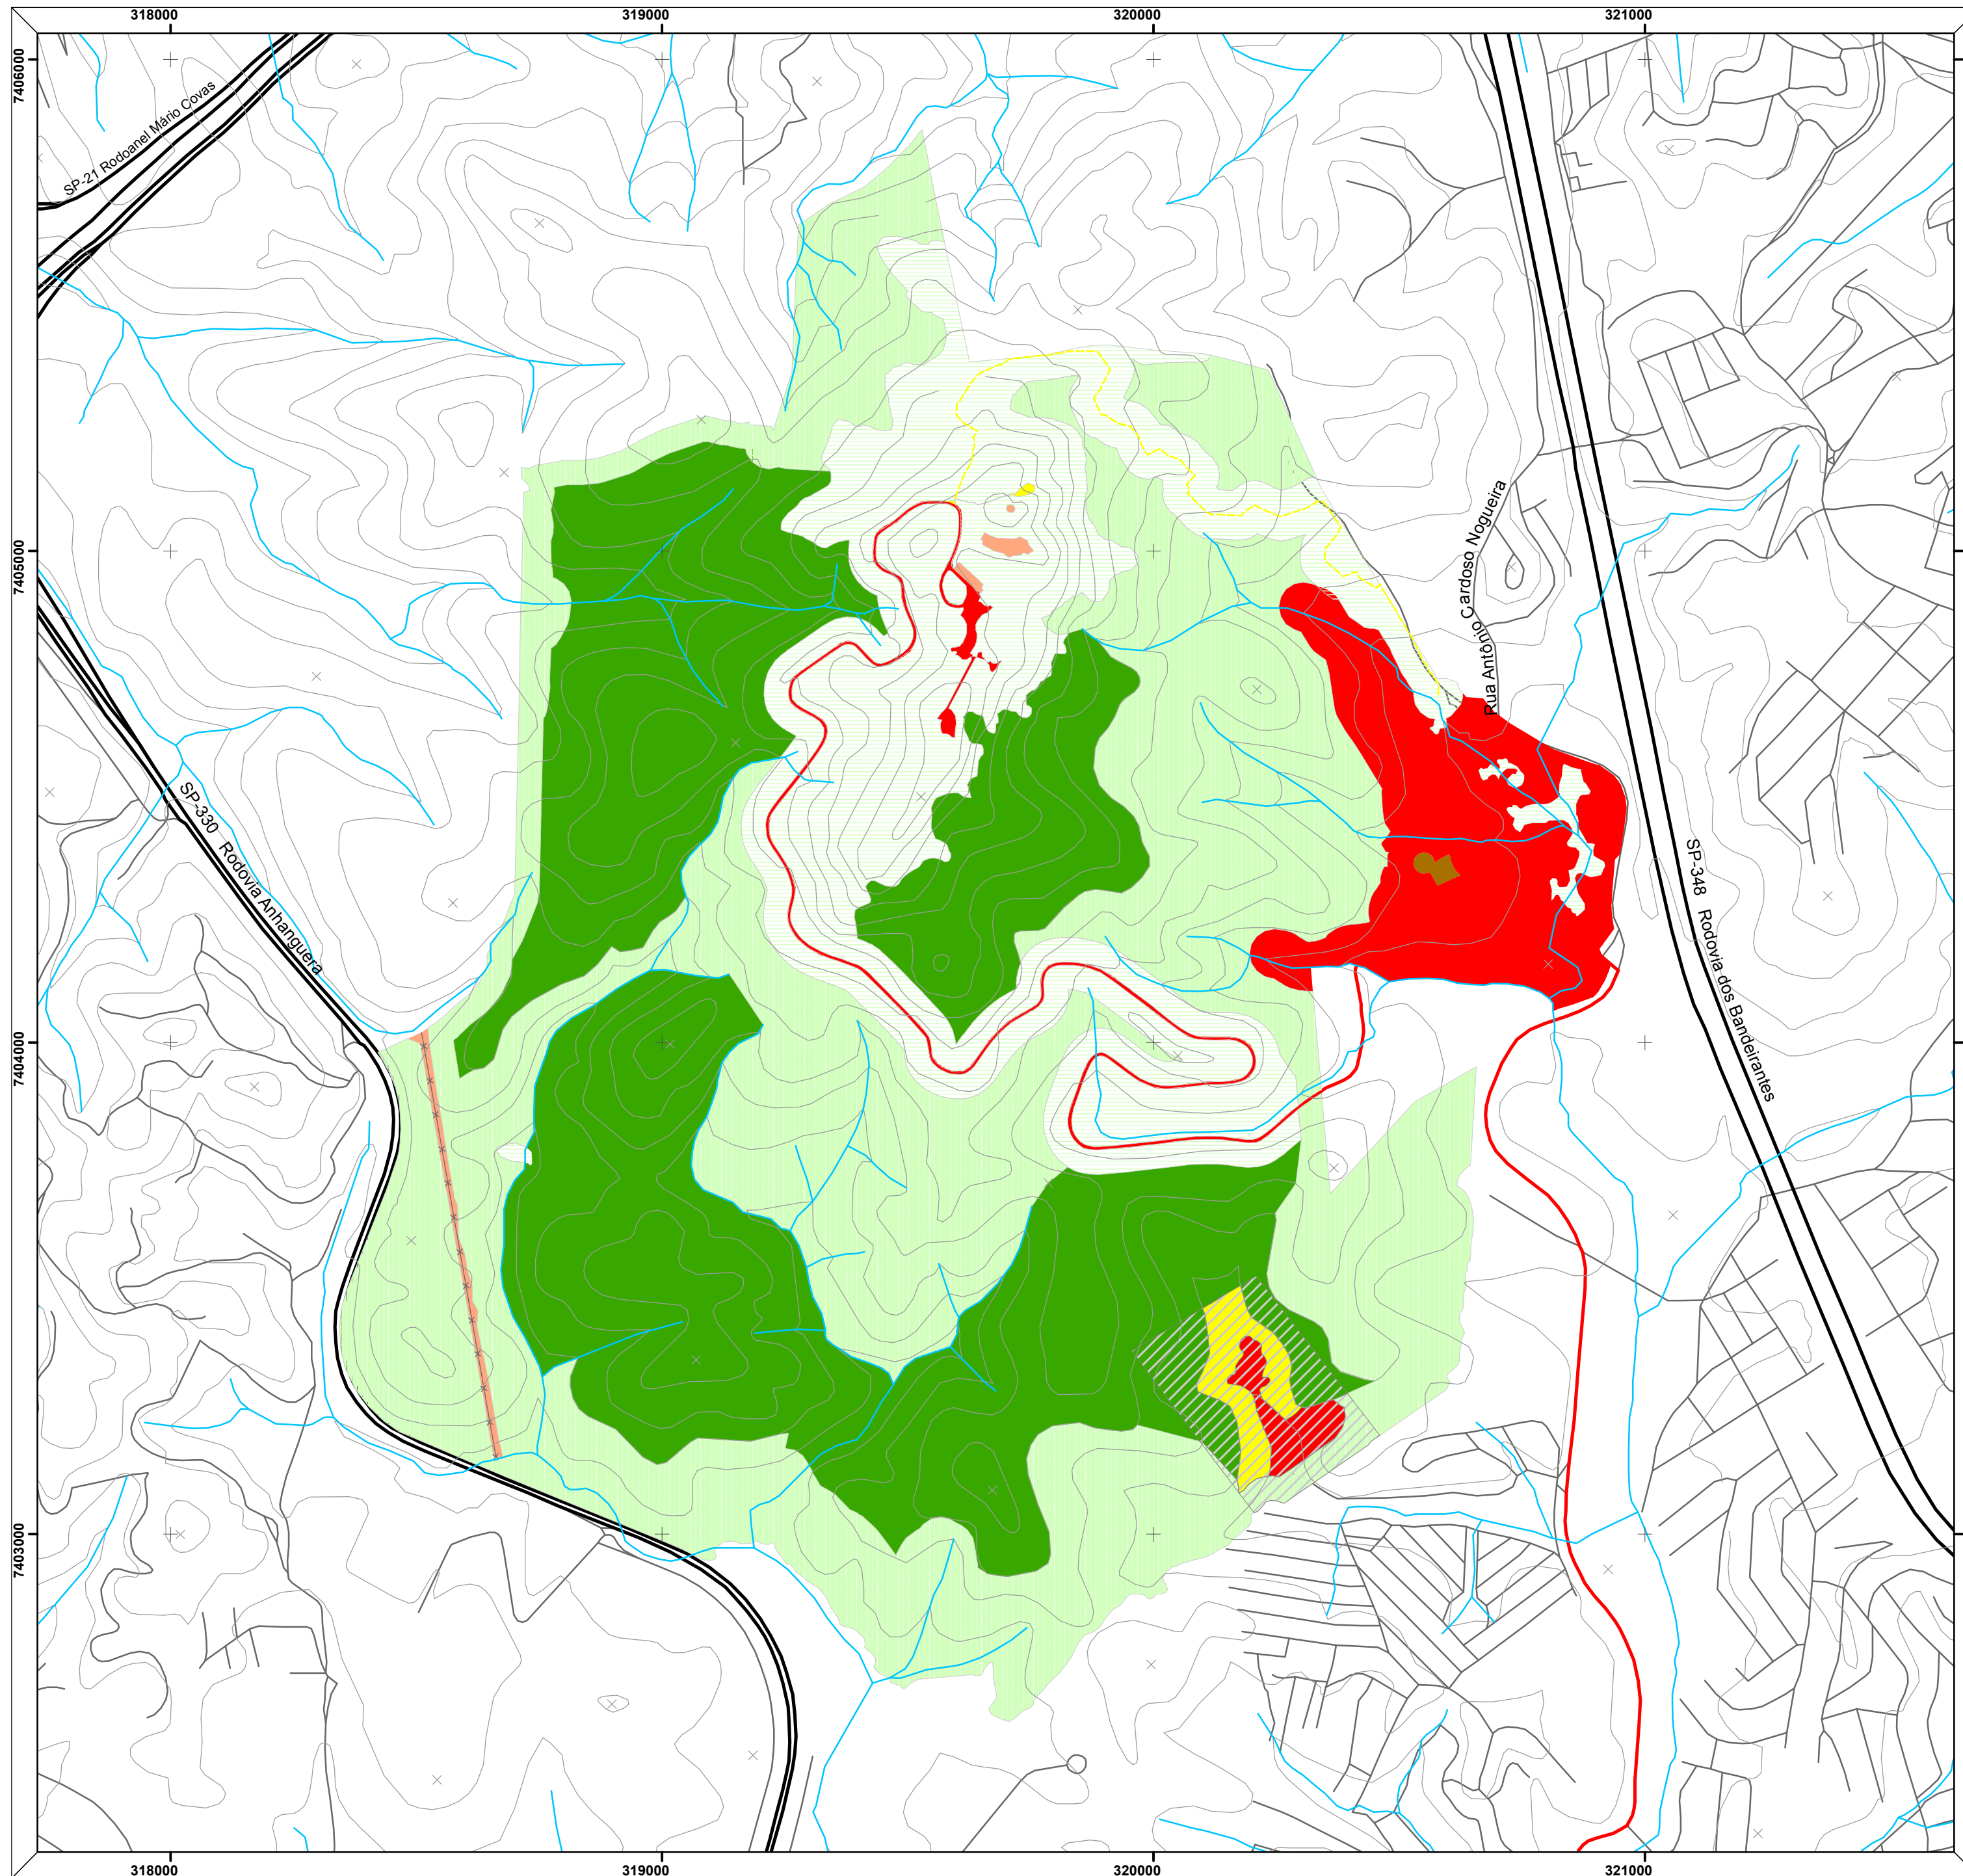 318000 319000 320000 321000
7406000
SP-21 Rodoanel Mário Covas
7405000
Rua Antônio Cardoso Nogueira
SP-330 Rodovia Anhanguera
SP-348 Rodovia dos Bandeirantes
7404000
7403000
318000 319000 320000 321000